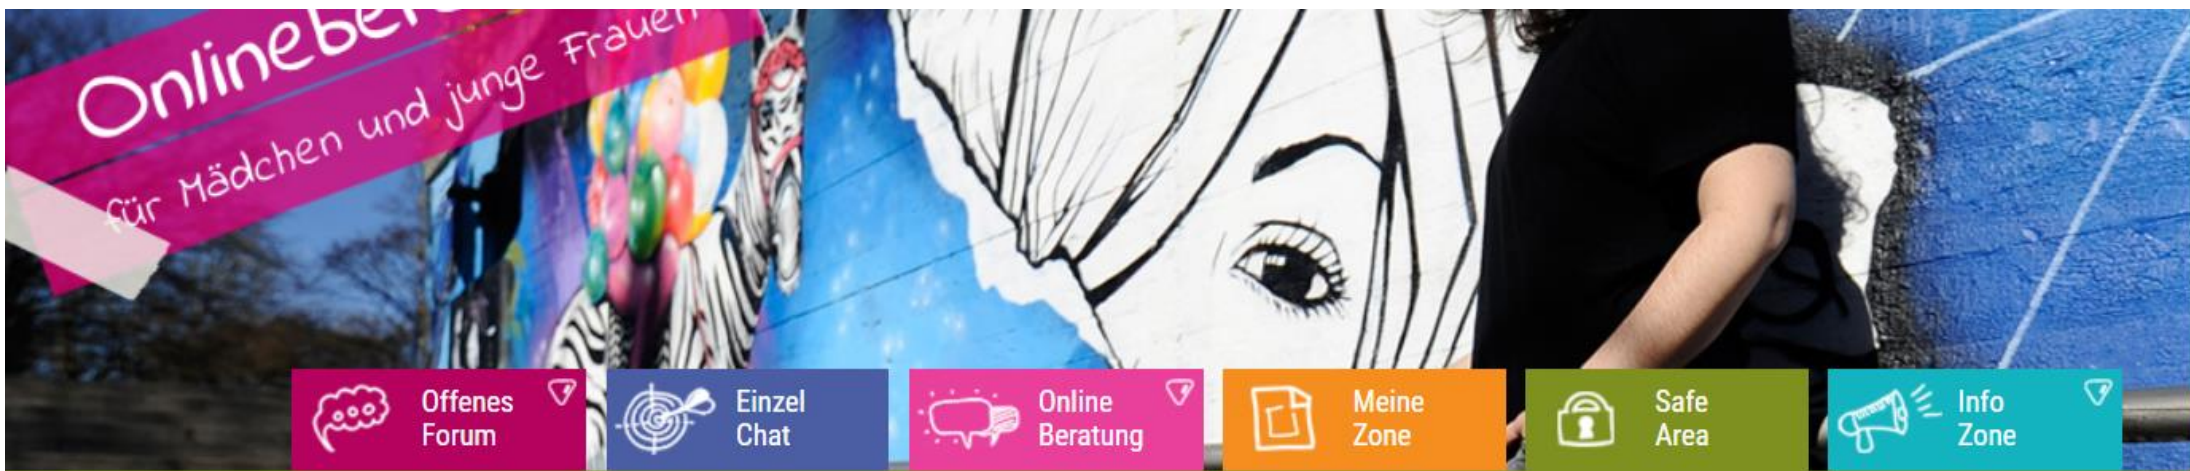 für Mädchen und junge Frauen
Offenes
Forum
Einzel
Chat
Online
Beratung
Meine
Zone
Safe
Area
Info
Zone